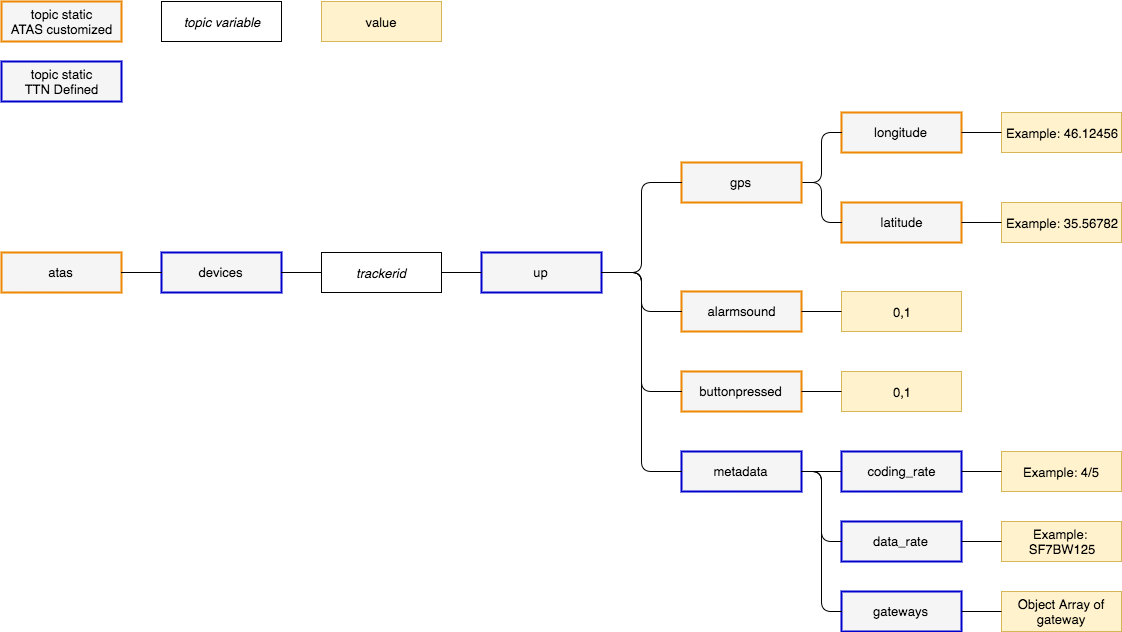 topic static
ATAS customized
topic variable
value
topic static
TTN Defined
longitude
Example: 46.12456
gps
latitude
Example: 35.56782
atas
devices
trackerid
up
alarmsound
0,1
buttonpressed
0,1
metadata
coding_rate
Example: 4/5
data_rate
Example:
SF7BW125
gateways
Object Array of
gateway